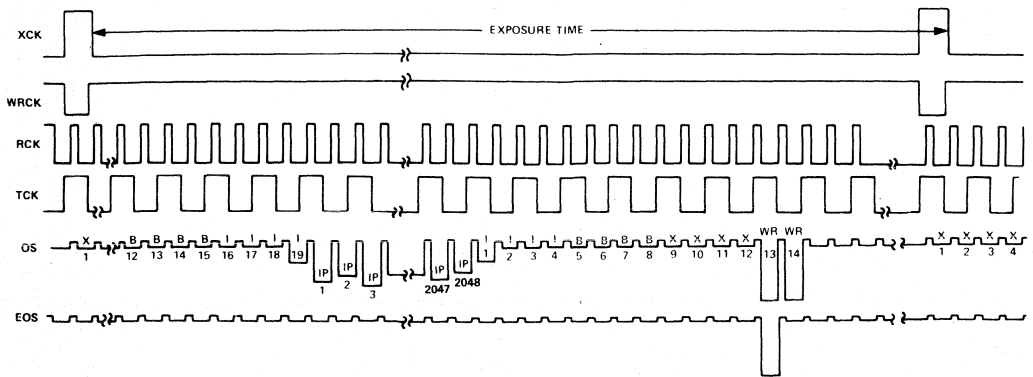 EXPOSURE TIME
XCK
WRCK
RCK
TCK
OS
X B B B B I I I I
1 12 13 14 15 16 17 18 19
IP IP IP
1 2 3
IP IP
2047 2048
I I I I B B B B X X X X WR WR
1 2 3 4 5 6 7 8 9 10 11 12 13 14
X X X X
1 2 3 4
EOS